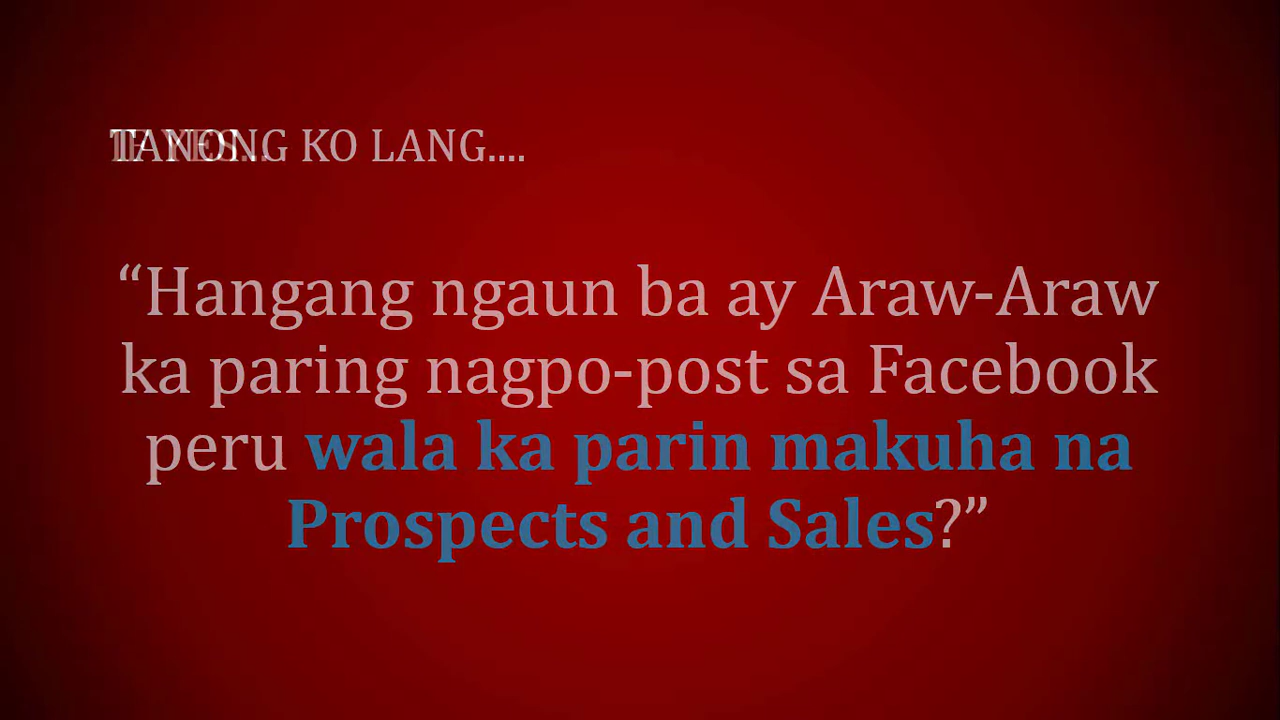 TANONG KO LANG....
“Hangang ngaun ba ay Araw-Araw
ka paring nagpo-post sa Facebook
peru wala ka parin makuha na
Prospects and Sales?”